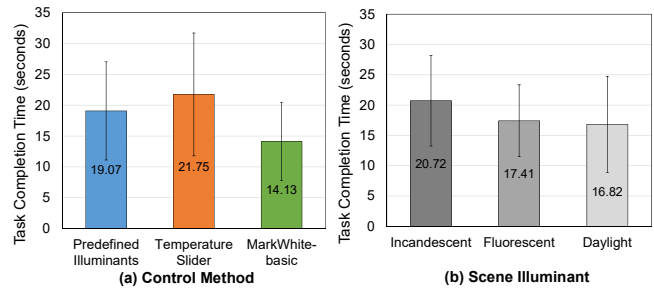 Task Completion Time (seconds)
35
30
25
20
15
10
5
0
19.07
21.75
14.13
Predefined Illuminants
Temperature Slider
MarkWhite-basic
(a) Control Method
Task Completion Time (seconds)
35
30
25
20
15
10
5
0
20.72
17.41
16.82
Incandescent
Fluorescent
Daylight
(b) Scene Illuminant